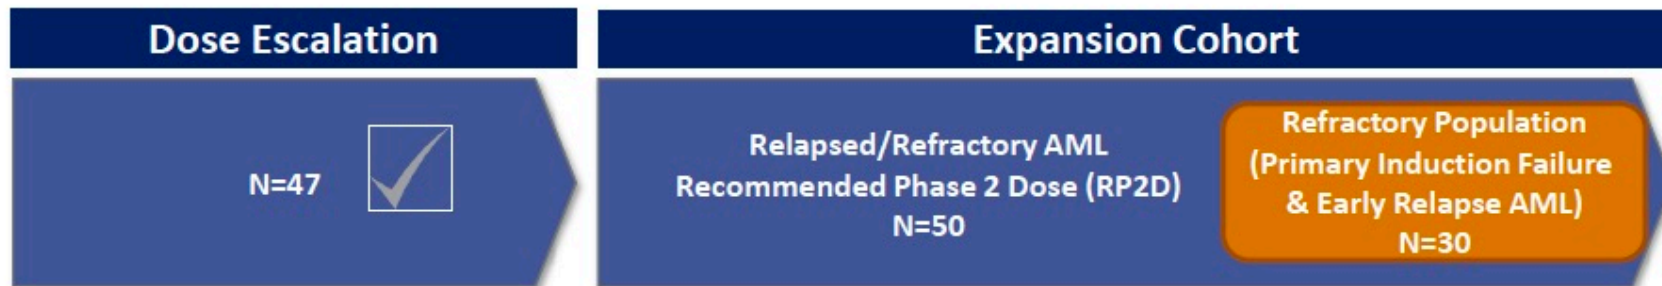 Dose Escalation
Expansion Cohort
N=47
Relapsed/Refractory AML
Recommended Phase 2 Dose (RP2D)
N=50
Refractory Population
(Primary Induction Failure
& Early Relapse AML)
N=30